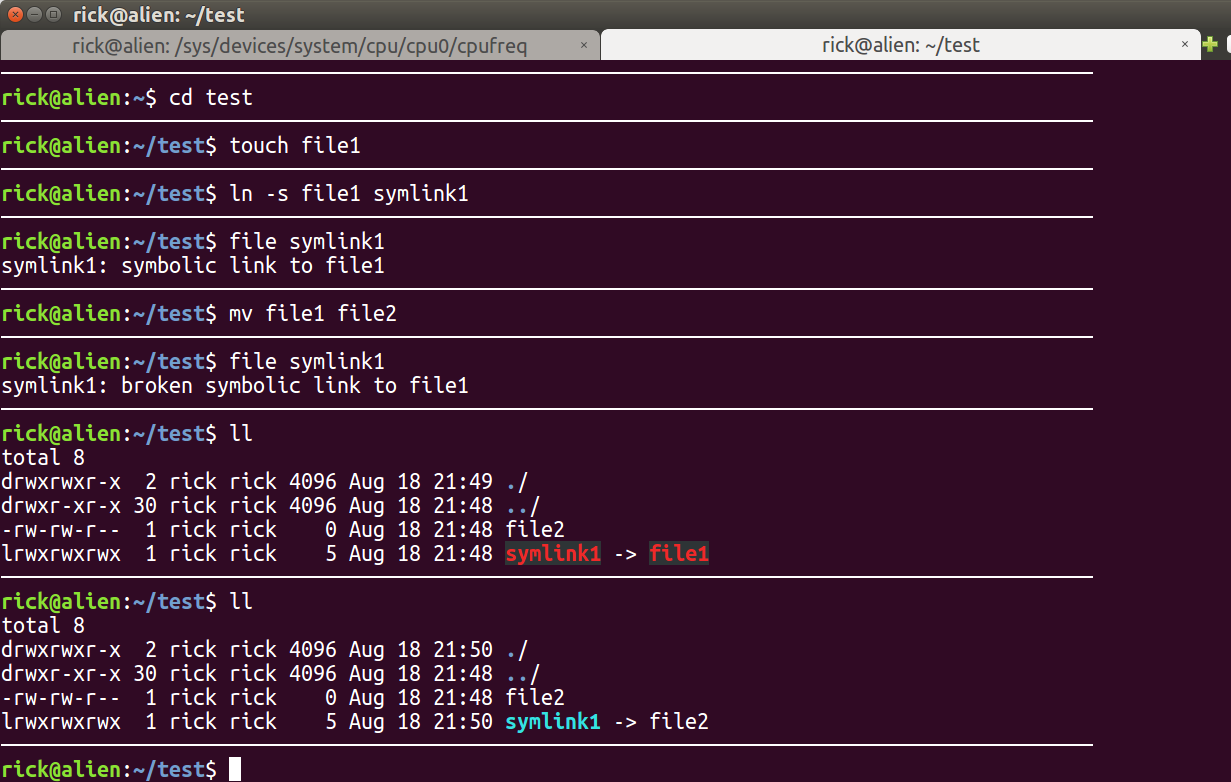 rick@alien: ~/test
rick@alien: /sys/devices/system/cpu/cpu0/cpufreq × rick@alien: ~/test ×
rick@alien:~$ cd test
rick@alien:~/test$ touch file1
rick@alien:~/test$ ln -s file1 symlink1
rick@alien:~/test$ file symlink1
symlink1: symbolic link to file1
rick@alien:~/test$ mv file1 file2
rick@alien:~/test$ file symlink1
symlink1: broken symbolic link to file1
rick@alien:~/test$ ll
total 8
drwxrwxr-x  2 rick rick 4096 Aug 18 21:49 ./
drwxr-xr-x 30 rick rick 4096 Aug 18 21:48 ../
-rw-rw-r--  1 rick rick    0 Aug 18 21:48 file2
lrwxrwxrwx  1 rick rick    5 Aug 18 21:48 symlink1 -> file1
rick@alien:~/test$ ll
total 8
drwxrwxr-x  2 rick rick 4096 Aug 18 21:50 ./
drwxr-xr-x 30 rick rick 4096 Aug 18 21:48 ../
-rw-rw-r--  1 rick rick    0 Aug 18 21:48 file2
lrwxrwxrwx  1 rick rick    5 Aug 18 21:50 symlink1 -> file2
rick@alien:~/test$